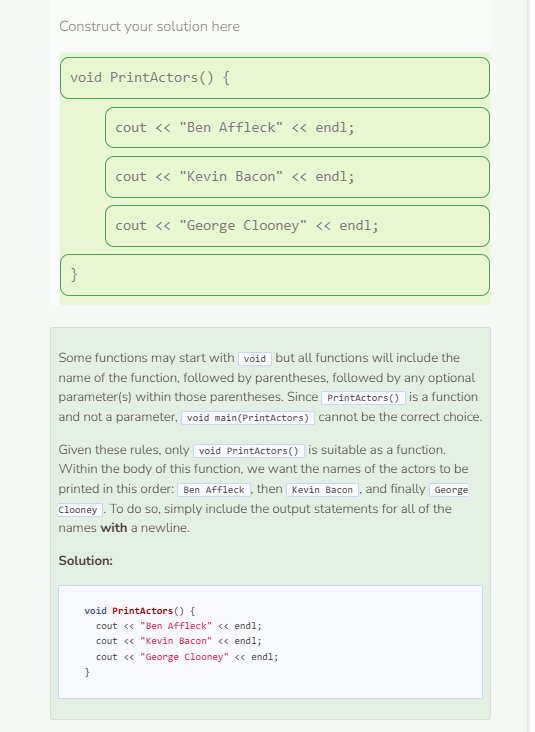 Construct your solution here
void PrintActors() {
cout << "Ben Affleck" << endl;
cout << "Kevin Bacon" << endl;
cout << "George Clooney" << endl;
}
Some functions may start with void but all functions will include the
name of the function, followed by parentheses, followed by any optional
parameter(s) within those parentheses. Since PrintActors() is a function
and not a parameter, void main(PrintActors) cannot be the correct choice.
Given these rules, only void PrintActors() is suitable as a function.
Within the body of this function, we want the names of the actors to be
printed in this order: Ben Affleck, then Kevin Bacon, and finally George
Clooney. To do so, simply include the output statements for all of the
names with a newline.
Solution:
void PrintActors() {
cout << "Ben Affleck" << endl;
cout << "Kevin Bacon" << endl;
cout << "George Clooney" << endl;
}